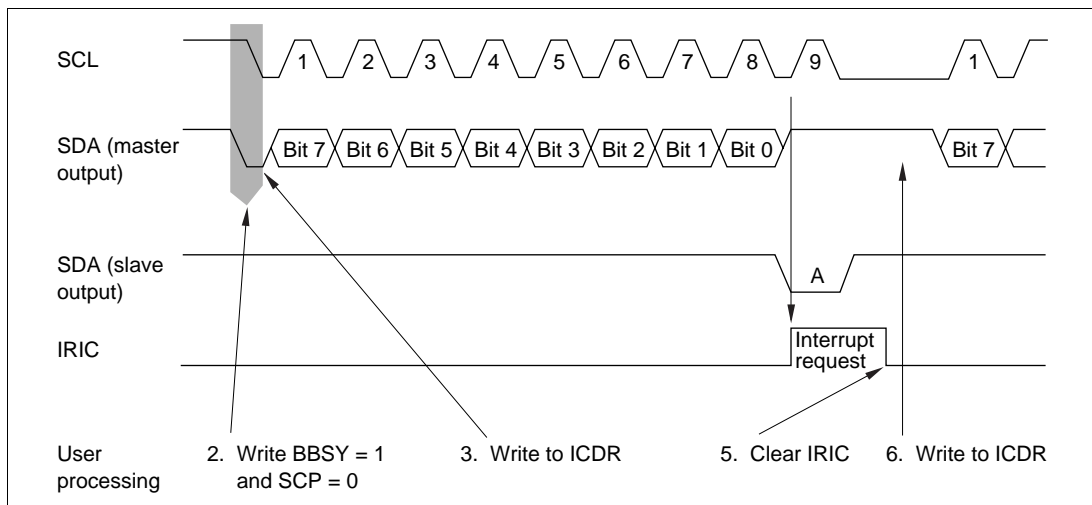 SCL
1 2 3 4 5 6 7 8 9 1
SDA (master
output)
Bit 7 Bit 6 Bit 5 Bit 4 Bit 3 Bit 2 Bit 1 Bit 0 Bit 7
SDA (slave
output)
A
IRIC
Interrupt
request
User
processing
2. Write BBSY = 1
and SCP = 0
3. Write to ICDR
5. Clear IRIC
6. Write to ICDR